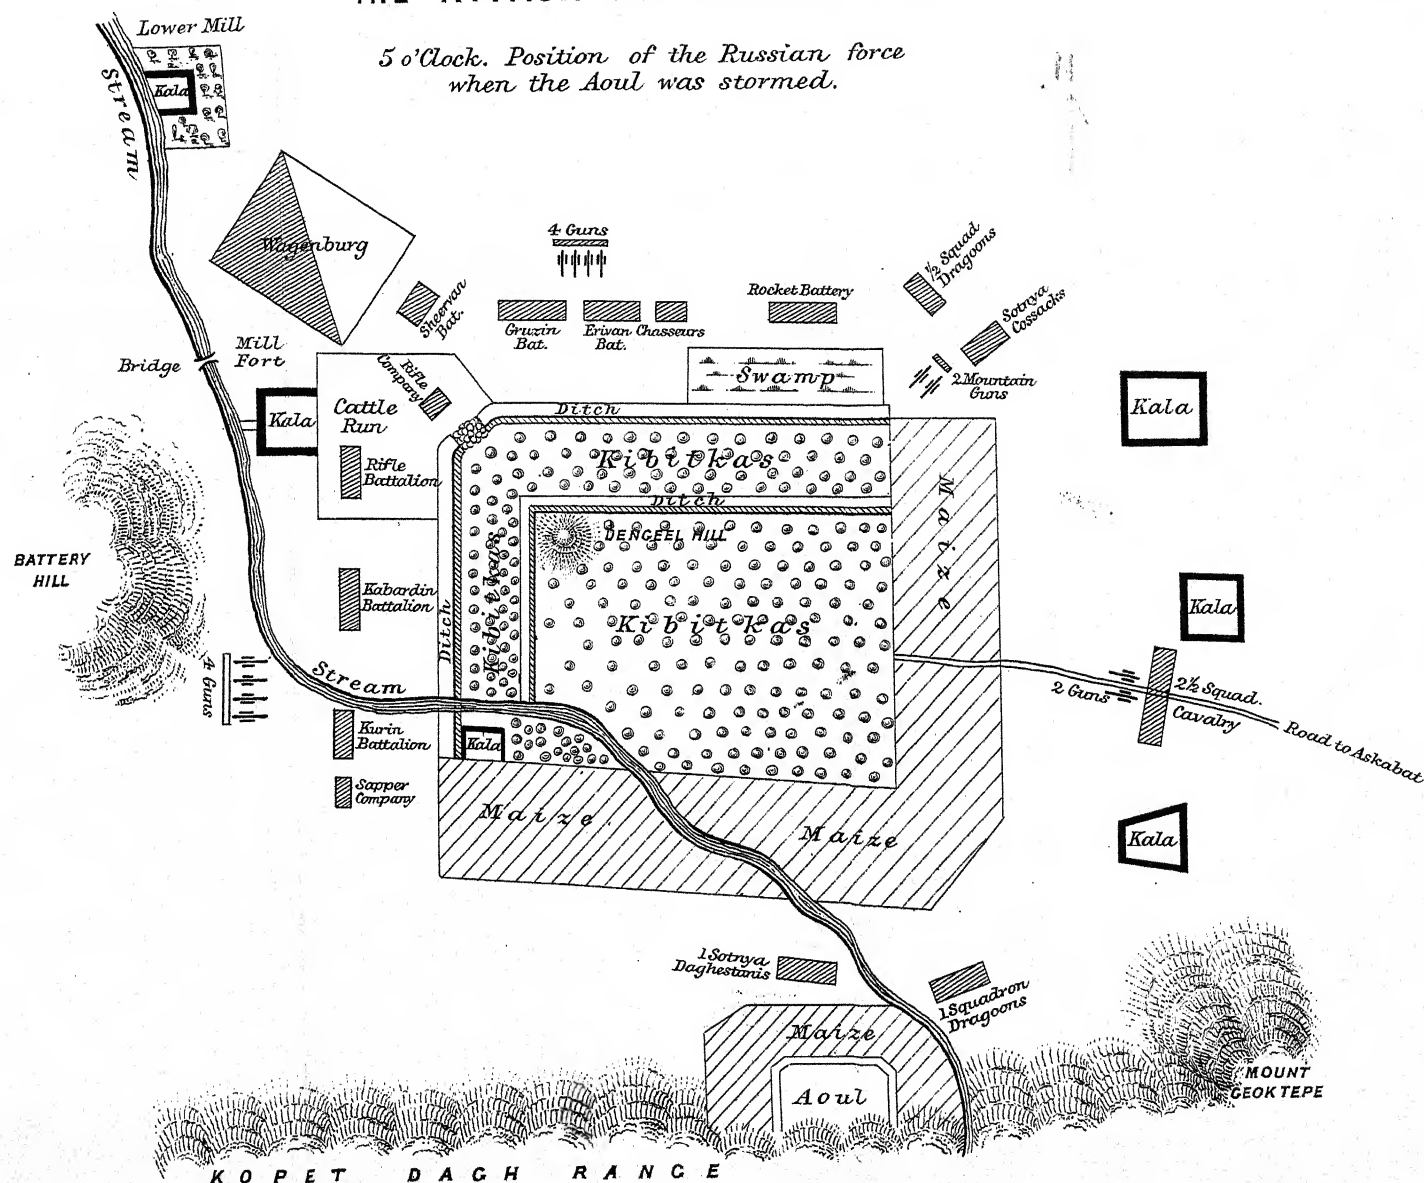 Lower Mill
5 o'Clock. Position of the Russian force
when the Aoul was stormed.
Kala
Stream
Wagenburg
Sheervan
Bat.
4 Guns
Gruzin
Bat.
Erivan
Bat.
Chasseurs
Rocket Battery
½ Squad
Dragoons
Sotnya
Cossacks
2 Mountain
Guns
Bridge
Mill
Fort
Kala
Cattle
Run
Rifle
Company
Rifle
Battalion
Ditch
Swamp
Kibitkas
Ditch
DENGEEL HILL
Kibitkas
Kibitkas
Maize
Kala
Kala
BATTERY
HILL
Kabardin
Battalion
Ditch
4 Guns
Stream
Kurin
Battalion
Kala
Sapper
Company
2 Guns
2½ Squad.
Cavalry
Road to Askabat
Maize
Maize
Kala
1 Sotnya
Daghestanis
1 Squadron
Dragoons
Maize
Aoul
MOUNT
GEOK TEPE
KOPET DAGH RANGE